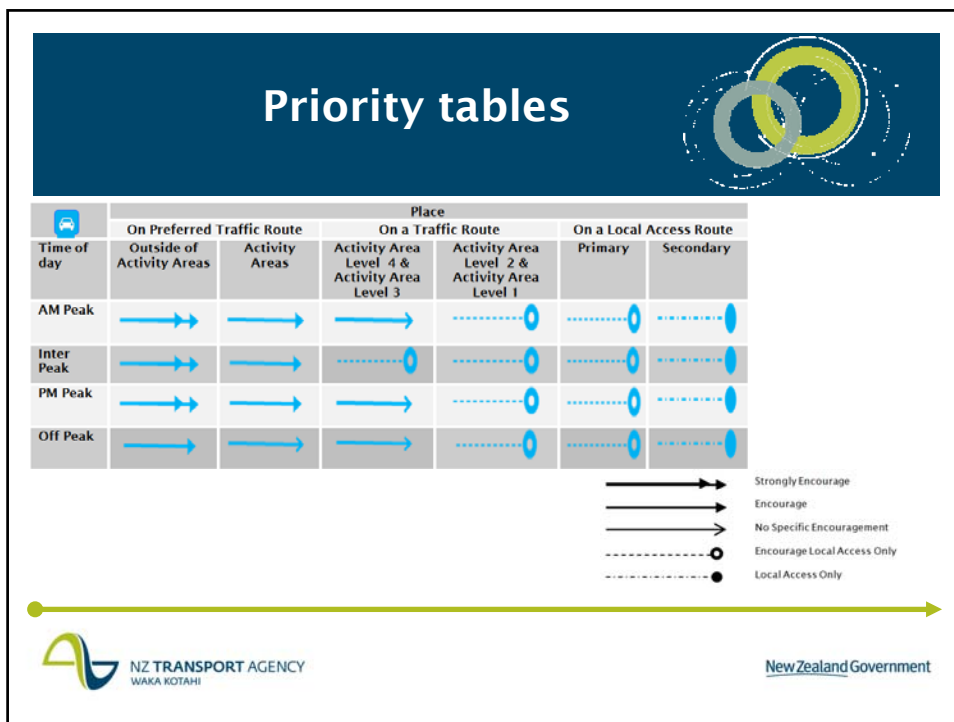 Priority tables
Place
On Preferred Traffic Route
On a Traffic Route
On a Local Access Route
Time of
day
Outside of
Activity Areas
Activity
Areas
Activity Area
Level 4 &
Activity Area
Level 3
Activity Area
Level 2 &
Activity Area
Level 1
Primary
Secondary
AM Peak
Inter
Peak
PM Peak
Off Peak
Strongly Encourage
Encourage
No Specific Encouragement
Encourage Local Access Only
Local Access Only
NZ TRANSPORT AGENCY
WAKA KOTAHI
New Zealand Government